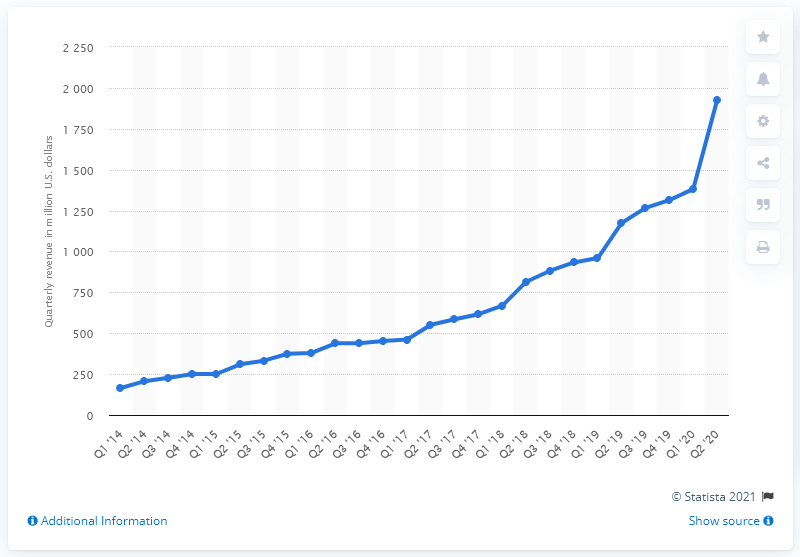 2 250
2 000
1 750
1 500
1 250
1 000
750
500
250
0
Quarterly revenue in million U.S. dollars
Q1 '14
Q2 '14
Q3 '14
Q4 '14
Q1 '15
Q2 '15
Q3 '15
Q4 '15
Q1 '16
Q2 '16
Q3 '16
Q4 '16
Q1 '17
Q2 '17
Q3 '17
Q4 '17
Q1 '18
Q2 '18
Q3 '18
Q4 '18
Q1 '19
Q2 '19
Q3 '19
Q4 '19
Q1 '20
Q2 '20
© Statista 2021
Additional Information
Show source